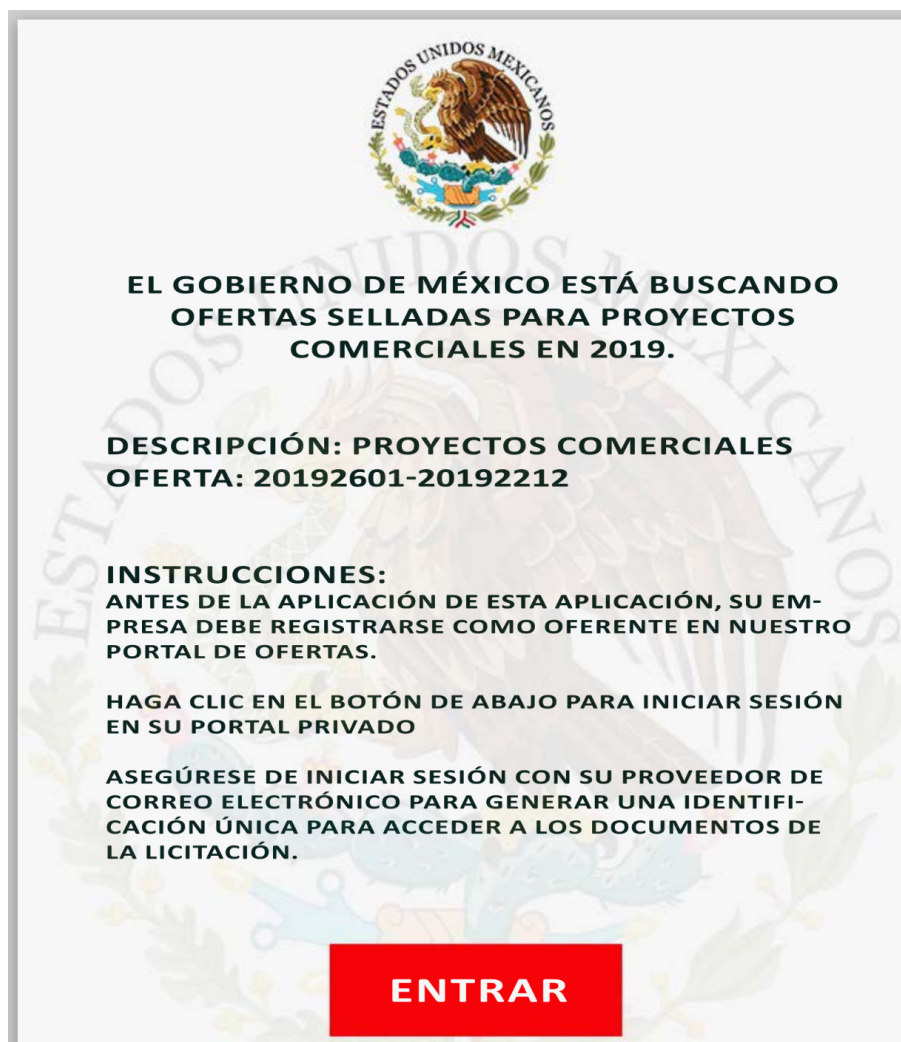 ESTADOS UNIDOS MEXICANOS
EL GOBIERNO DE MÉXICO ESTÁ BUSCANDO
OFERTAS SELLADAS PARA PROYECTOS
COMERCIALES EN 2019.
DESCRIPCIÓN: PROYECTOS COMERCIALES
OFERTA: 20192601-20192212
INSTRUCCIONES:
ANTES DE LA APLICACIÓN DE ESTA APLICACIÓN, SU EM-
PRESA DEBE REGISTRARSE COMO OFERENTE EN NUESTRO
PORTAL DE OFERTAS.
HAGA CLIC EN EL BOTÓN DE ABAJO PARA INICIAR SESIÓN
EN SU PORTAL PRIVADO
ASEGÚRESE DE INICIAR SESIÓN CON SU PROVEEDOR DE
CORREO ELECTRÓNICO PARA GENERAR UNA IDENTIFI-
CACIÓN ÚNICA PARA ACCEDER A LOS DOCUMENTOS DE
LA LICITACIÓN.
ENTRAR
ESTADOS UNIDOS MEXICANOS